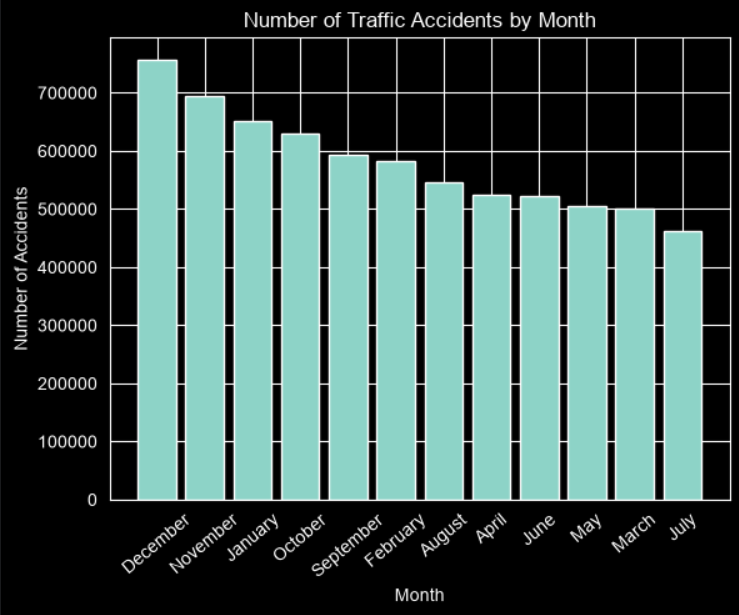 Number of Traffic Accidents by Month
Number of Accidents
700000
600000
500000
400000
300000
200000
100000
0
December
November
January
October
September
February
August
April
June
May
March
July
Month